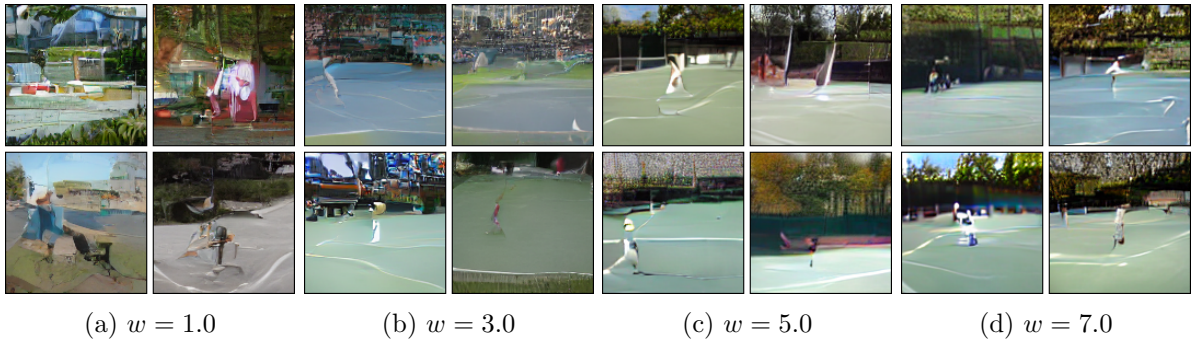 (a) w = 1.0 (b) w = 3.0 (c) w = 5.0 (d) w = 7.0